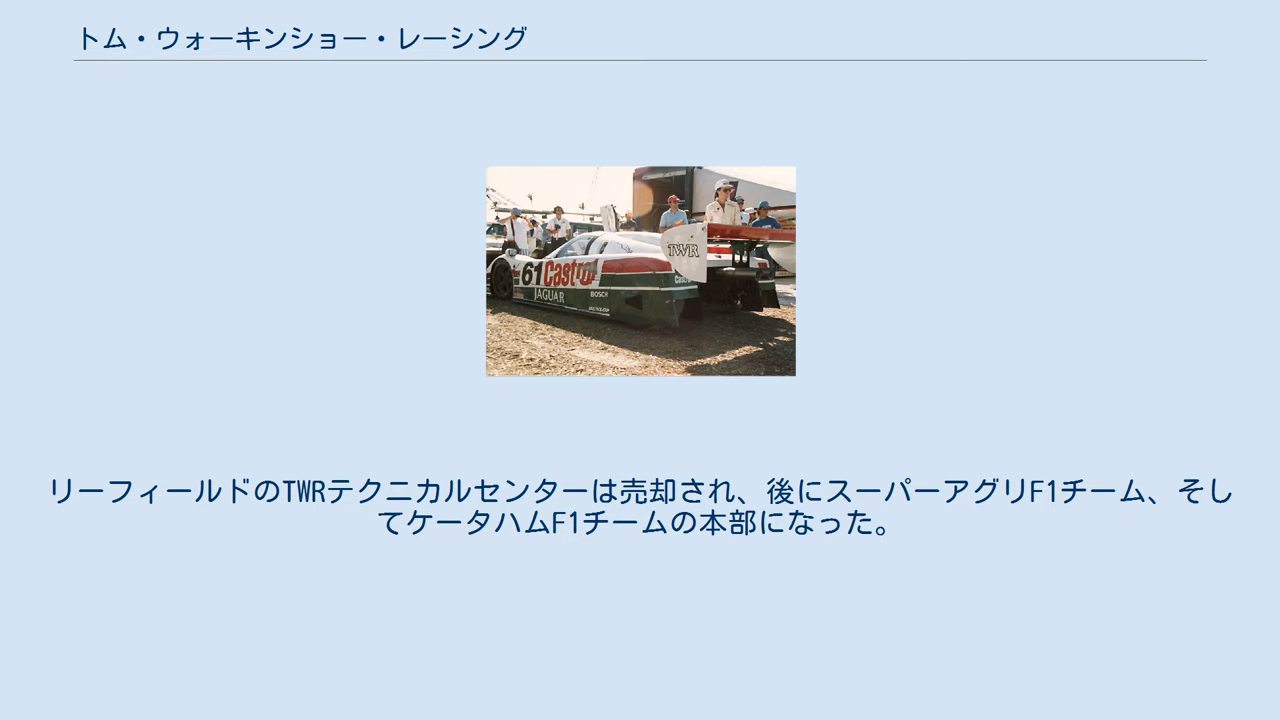 トム・ウォーキンショー・レーシング
TWR
61 Castrol
JAGUAR
BOSCH
リーフィールドのTWRテクニカルセンターは売却され、後にスーパーアグリF1チーム、そし
てケータハムF1チームの本部になった。